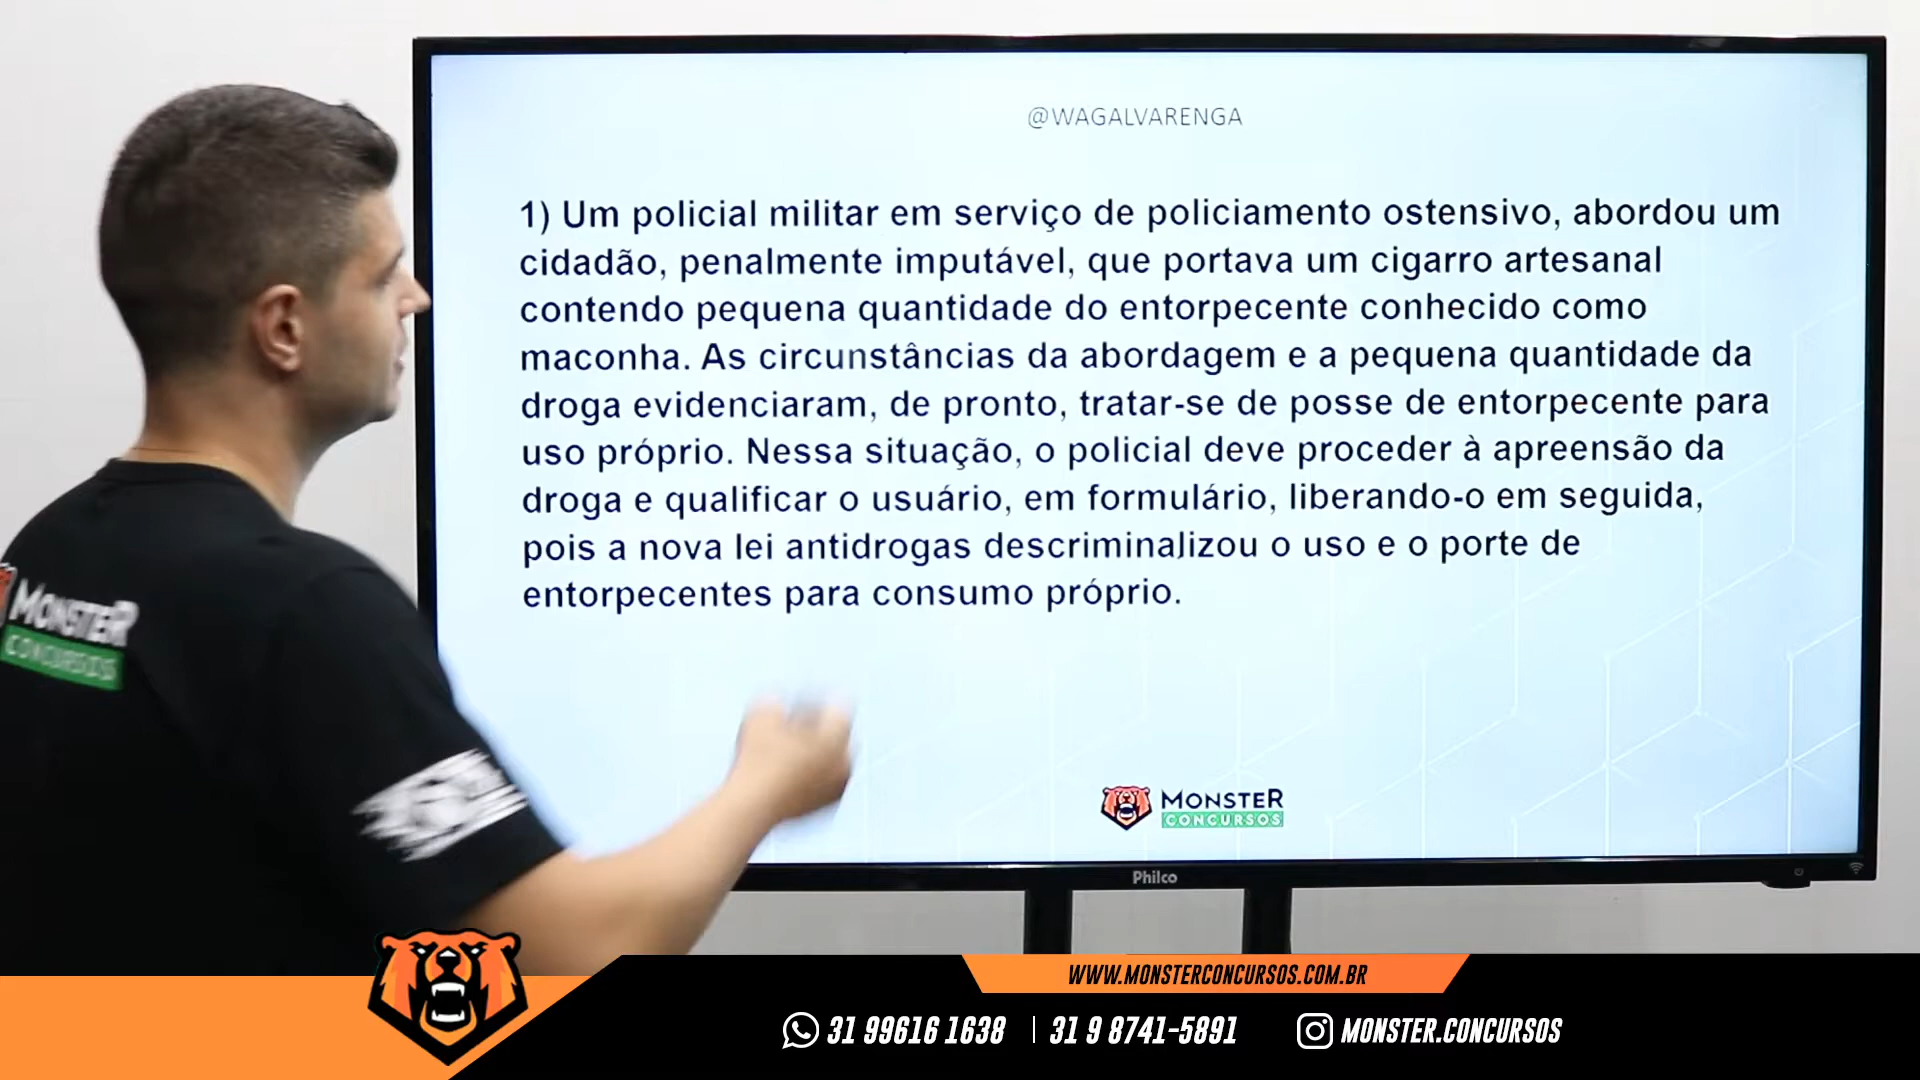 @WAGALVARENGA
1) Um policial militar em serviço de policiamento ostensivo, abordou um
cidadão, penalmente imputável, que portava um cigarro artesanal
contendo pequena quantidade do entorpecente conhecido como
maconha. As circunstâncias da abordagem e a pequena quantidade da
droga evidenciaram, de pronto, tratar-se de posse de entorpecente para
uso próprio. Nessa situação, o policial deve proceder à apreensão da
droga e qualificar o usuário, em formulário, liberando-o em seguida,
pois a nova lei antidrogas descriminalizou o uso e o porte de
entorpecentes para consumo próprio.
MONSTER
CONCURSOS
MONSTER
CONCURSOS
Philco
WWW.MONSTERCONCURSOS.COM.BR
31 99616 1638 | 31 9 8741-5891 MONSTER.CONCURSOS